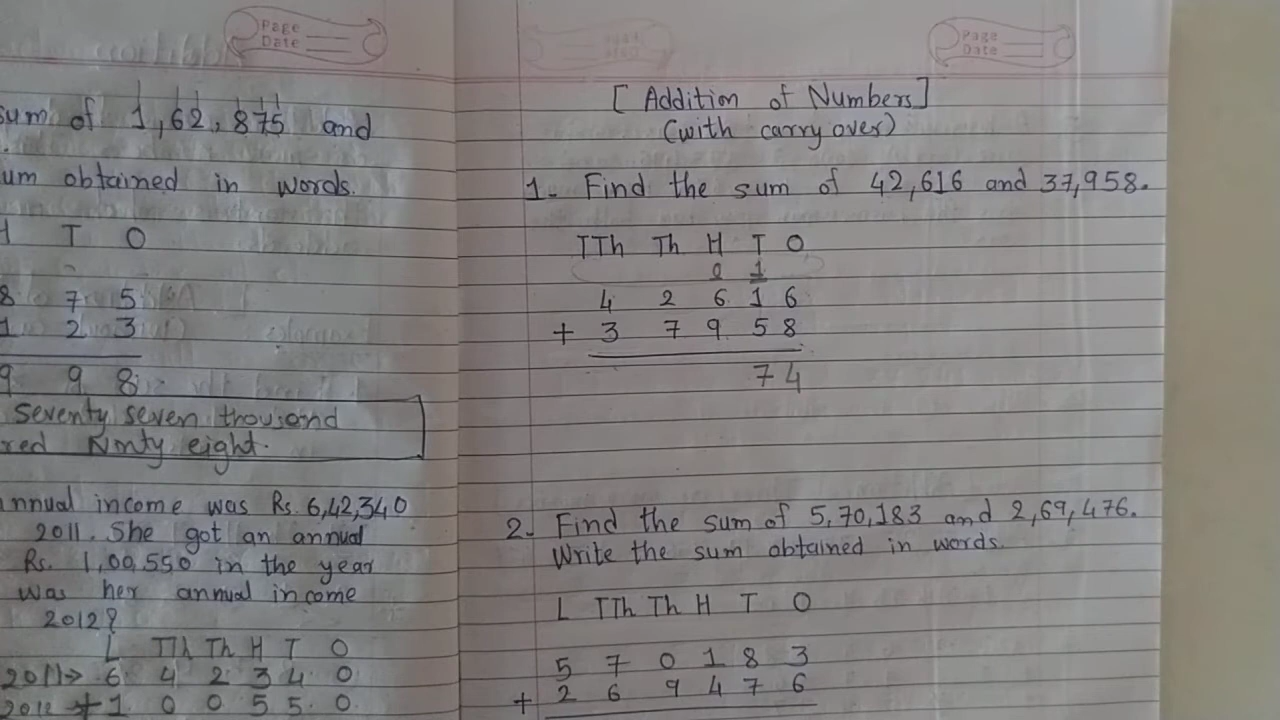 Page
Date
sum of 1,62,875 and
um obtained in words.
H T O
8 7 5
1 2 3
9 9 8
seventy seven thousand
red Ninty eight.
nnual income was Rs. 6,42,340
2011. She got an annual
Rs. 1,00,550 in the year
was her annual income
2012?
L TTh Th H T O
2011→ 6 4 2 3 4 0
2012 → + 1 0 0 5 5 0
Page
Date
[Addition of Numbers]
(with carry over)
1. Find the sum of 42,616 and 37,958.
TTh Th H T O
0 1
4 2 6 1 6
+ 3 7 9 5 8
7 4
2. Find the sum of 5,70,183 and 2,69,476.
Write the sum obtained in words.
L TTh Th H T O
5 7 0 1 8 3
+ 2 6 9 4 7 6